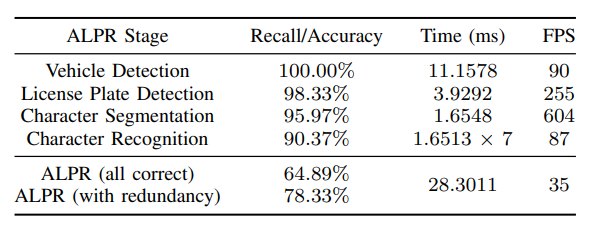 ALPR Stage Recall/Accuracy Time (ms) FPS
Vehicle Detection 100.00% 11.1578 90
License Plate Detection 98.33% 3.9292 255
Character Segmentation 95.97% 1.6548 604
Character Recognition 90.37% 1.6513 × 7 87
ALPR (all correct) 64.89%
28.3011 35
ALPR (with redundancy) 78.33%